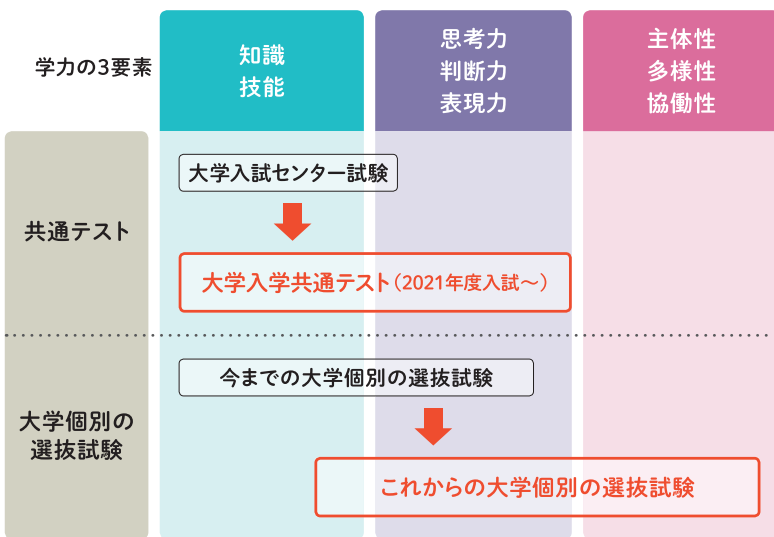 学力の3要素
知識
技能
思考力
判断力
表現力
主体性
多様性
協働性
共通テスト
大学入試センター試験
大学入学共通テスト(2021年度入試～)
大学個別の
選抜試験
今までの大学個別の選抜試験
これからの大学個別の選抜試験